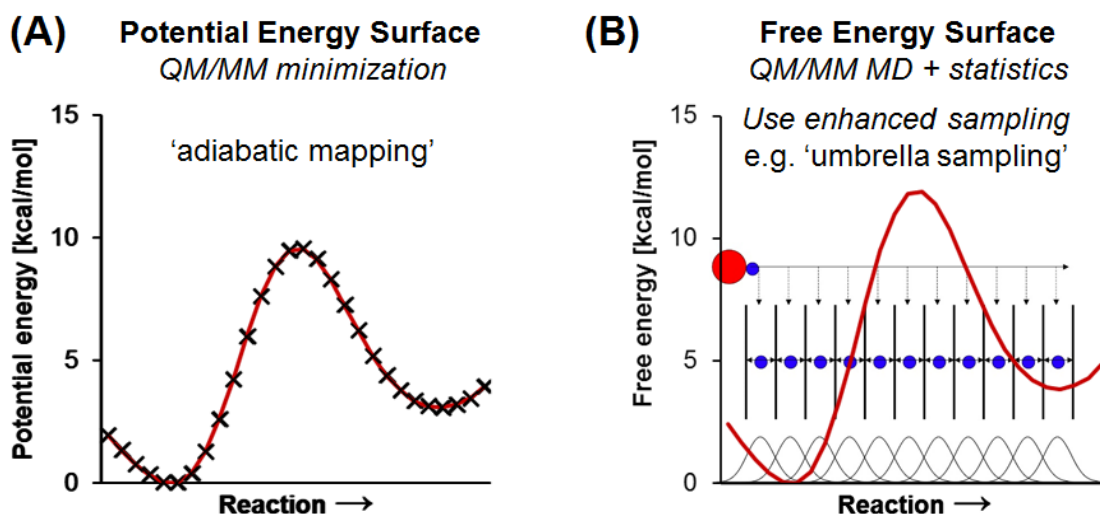 (A)
Potential Energy Surface
QM/MM minimization
15
'adiabatic mapping'
10
5
0
Potential energy [kcal/mol]
Reaction →
(B)
Free Energy Surface
QM/MM MD + statistics
15
Use enhanced sampling
e.g. 'umbrella sampling'
10
5
0
Free energy [kcal/mol]
Reaction →